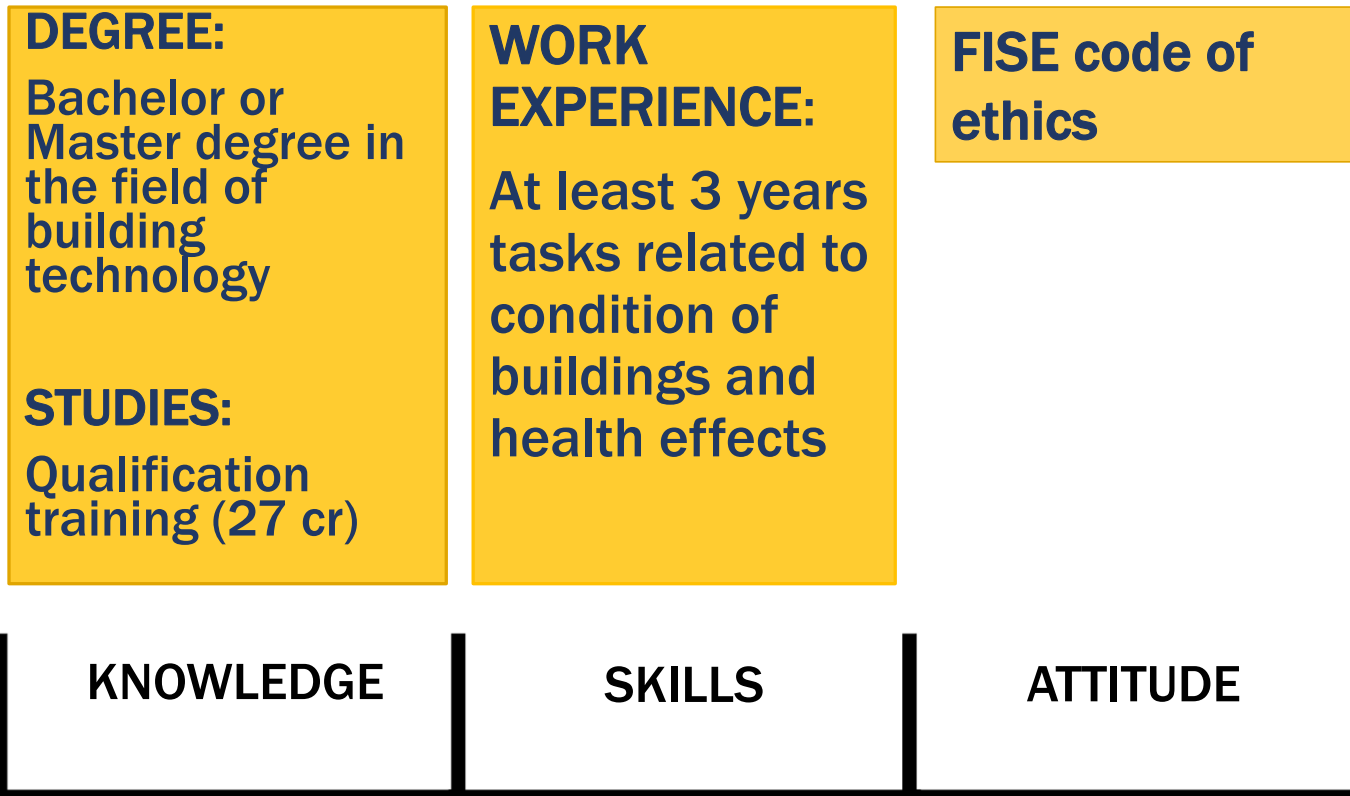 DEGREE:
Bachelor or
Master degree in
the field of
building
technology
STUDIES:
Qualification
training (27 cr)
WORK
EXPERIENCE:
At least 3 years
tasks related to
condition of
buildings and
health effects
FISE code of
ethics
KNOWLEDGE
SKILLS
ATTITUDE